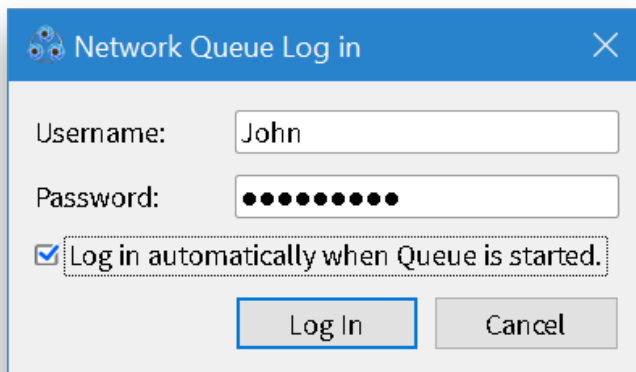 Network Queue Log in
Username: John
Password: ●●●●●●●●●
Log in automatically when Queue is started.
Log In Cancel